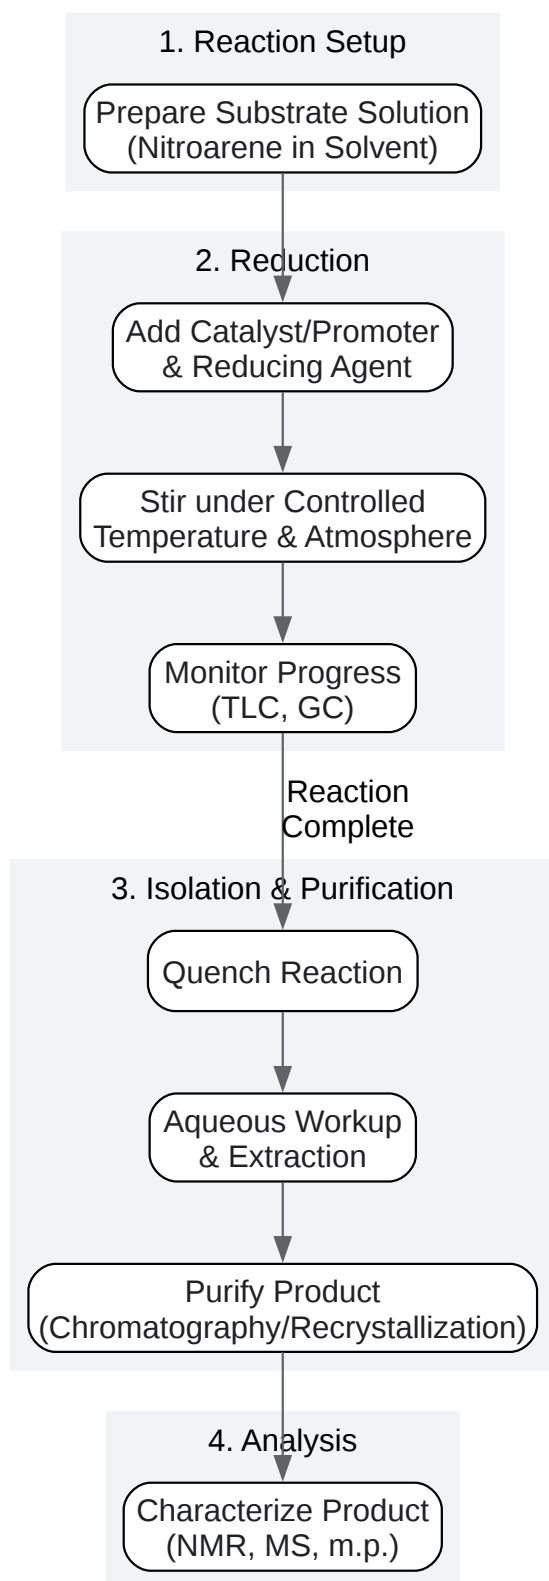 1. Reaction Setup
Prepare Substrate Solution
(Nitroarene in Solvent)
2. Reduction
Add Catalyst/Promoter
& Reducing Agent
Stir under Controlled
Temperature & Atmosphere
Monitor Progress
(TLC, GC)
Reaction
Complete
3. Isolation & Purification
Quench Reaction
Aqueous Workup
& Extraction
Purify Product
(Chromatography/Recrystallization)
4. Analysis
Characterize Product
(NMR, MS, m.p.)